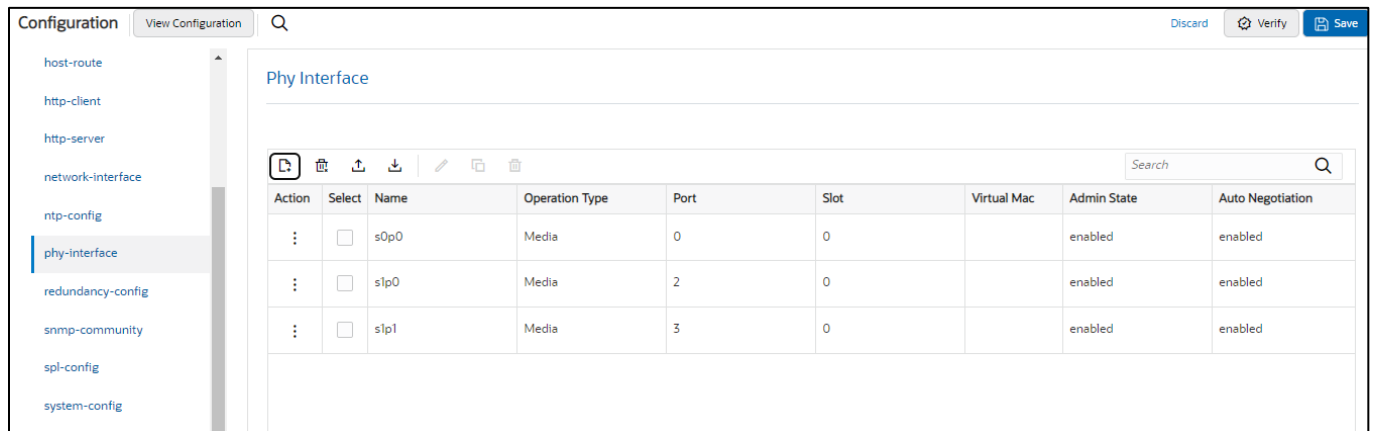 Configuration View Configuration Discard Verify Save
host-route
Phy Interface
http-client
http-server
network-interface
Search
Action Select Name Operation Type Port Slot Virtual Mac Admin State Auto Negotiation
ntp-config
s0p0 Media 0 0 enabled enabled
phy-interface
redundancy-config
s1p0 Media 2 0 enabled enabled
snmp-community
s1p1 Media 3 0 enabled enabled
spl-config
system-config